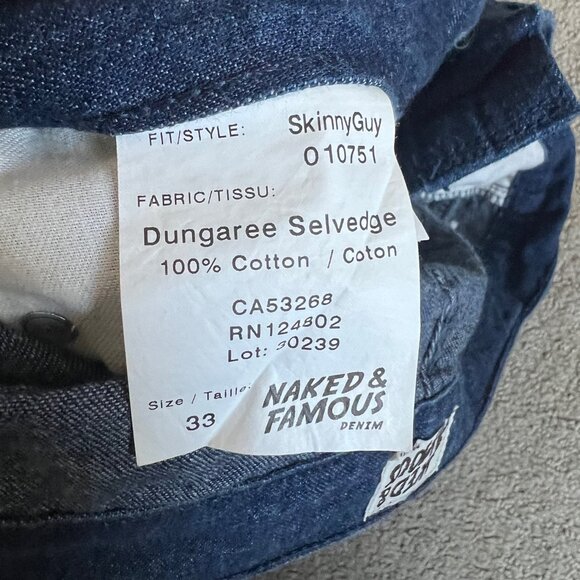 FIT/STYLE: SkinnyGuy
010751
FABRIC/TISSU:
Dungaree Selvedge
100% Cotton / Coton
CA53268
RN124802
Lot: 30239
Size / Taille:
33
NAKED &
FAMOUS
DENIM